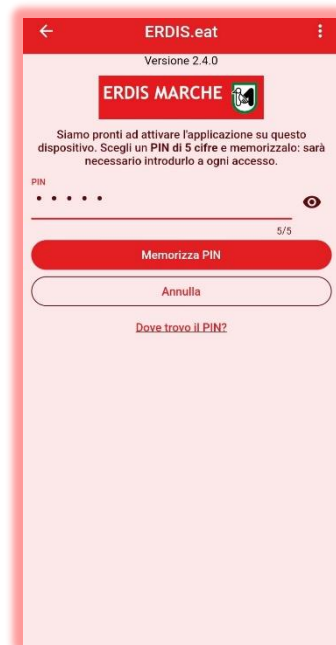 ERDIS.eat
Versione 2.4.0
ERDIS MARCHE
Siamo pronti ad attivare l'applicazione su questo
dispositivo. Scegli un PIN di 5 cifre e memorizzalo: sarà
necessario introdurlo a ogni accesso.
PIN
5/5
Memorizza PIN
Annulla
Dove trovo il PIN?